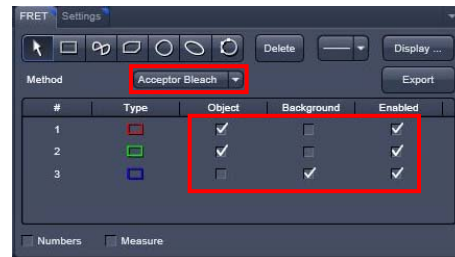 FRET Settings
Delete Display ...
Method Acceptor Bleach Export
# Type Object Background Enabled
1
2
3
Numbers Measure